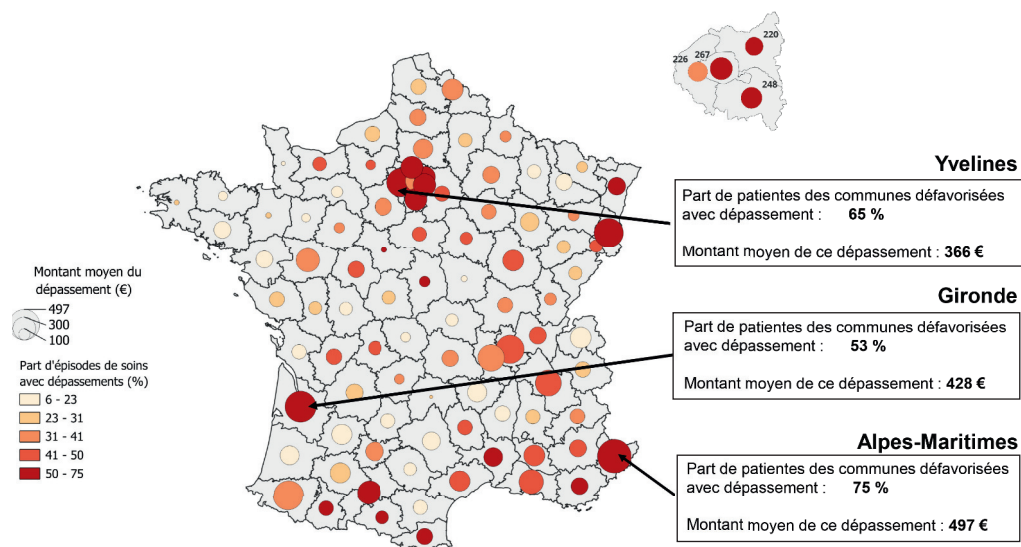 220
226 267
248
Yvelines
Part de patientes des communes défavorisées
avec dépassement : 65 %
Montant moyen de ce dépassement : 366 €
Gironde
Part de patientes des communes défavorisées
avec dépassement : 53 %
Montant moyen de ce dépassement : 428 €
Alpes-Maritimes
Part de patientes des communes défavorisées
avec dépassement : 75 %
Montant moyen de ce dépassement : 497 €
Montant moyen du
dépassement (€)
497
300
100
Part d'épisodes de soins
avec dépassements (%)
6 - 23
23 - 31
31 - 41
41 - 50
50 - 75